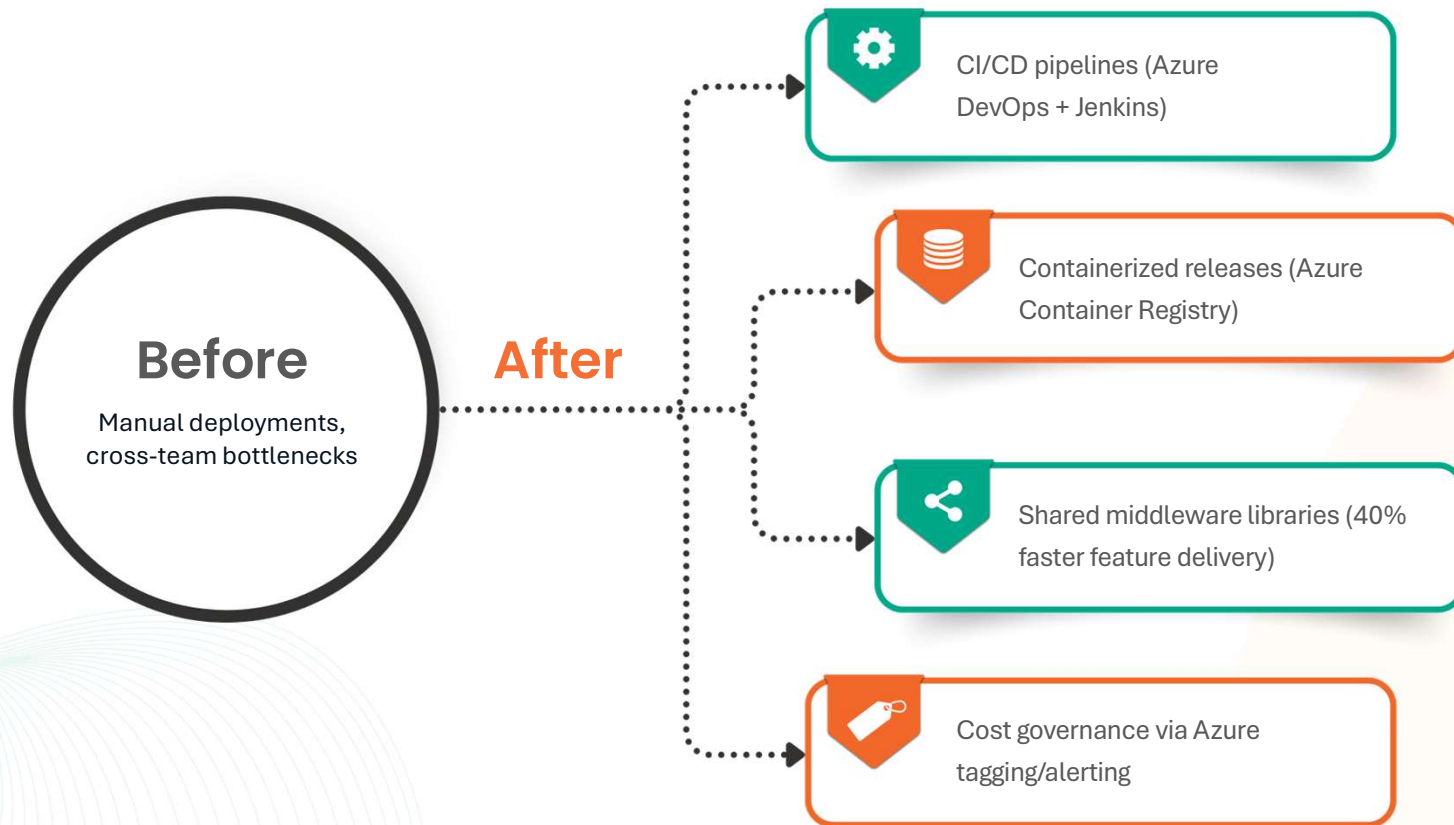 Before
Manual deployments,
cross-team bottlenecks
After
CI/CD pipelines (Azure
DevOps + Jenkins)
Containerized releases (Azure
Container Registry)
Shared middleware libraries (40%
faster feature delivery)
Cost governance via Azure
tagging/alerting